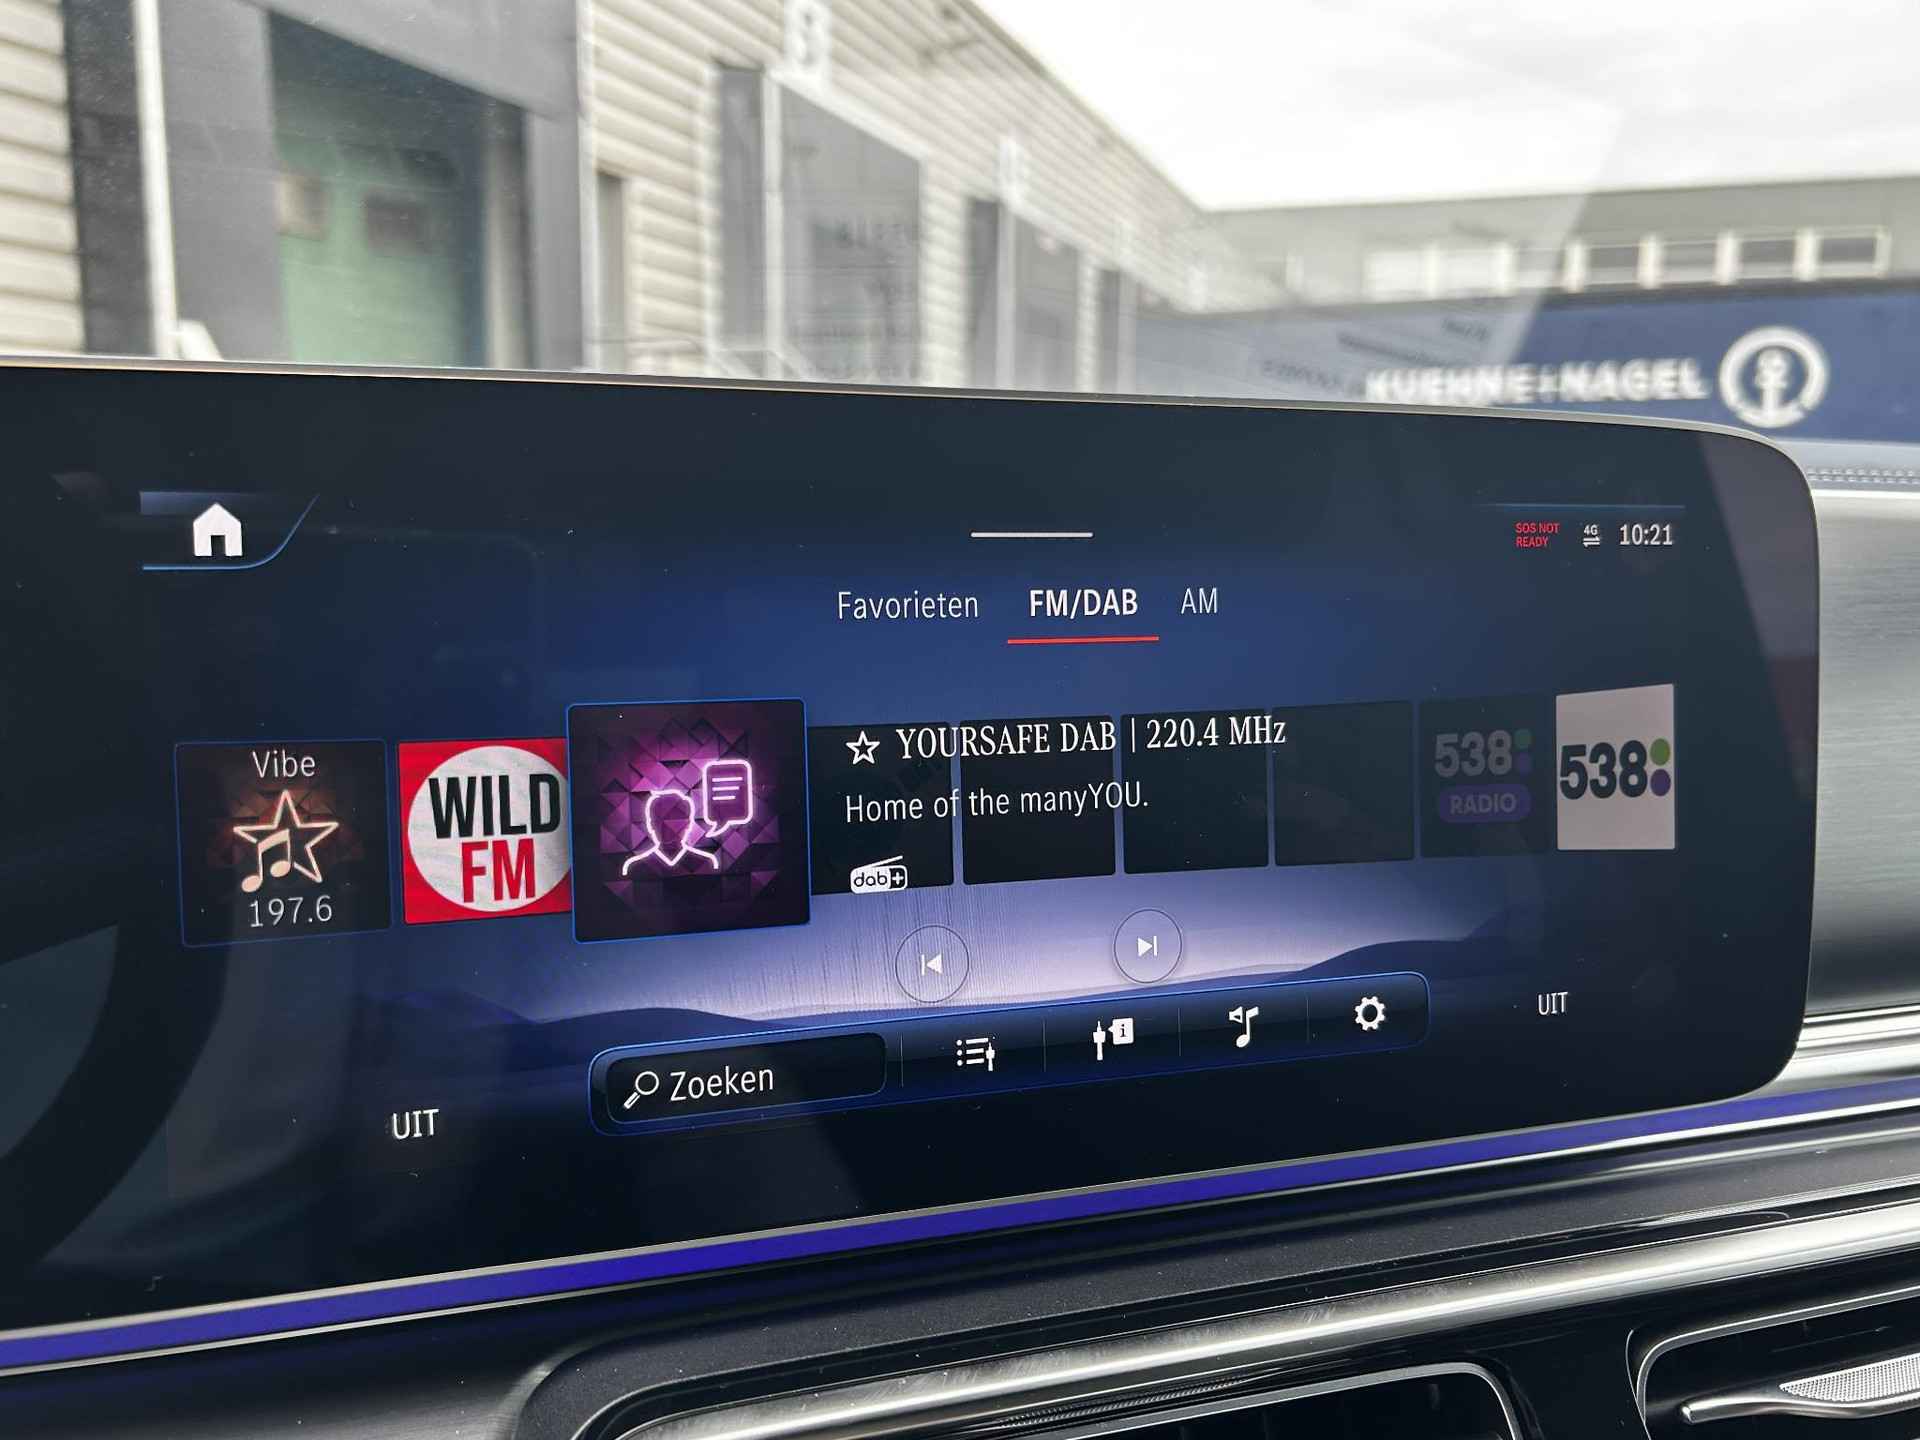 KUEHNE+NAGEL
SOS NOT
READY
4G
10:21
Favorieten
FM/DAB
AM
Vibe
197.6
WILD
FM
YOURSAFE DAB | 220.4 MHz
Home of the manyYOU.
dab+
538
RADIO
538
Zoeken
i
UIT
UIT